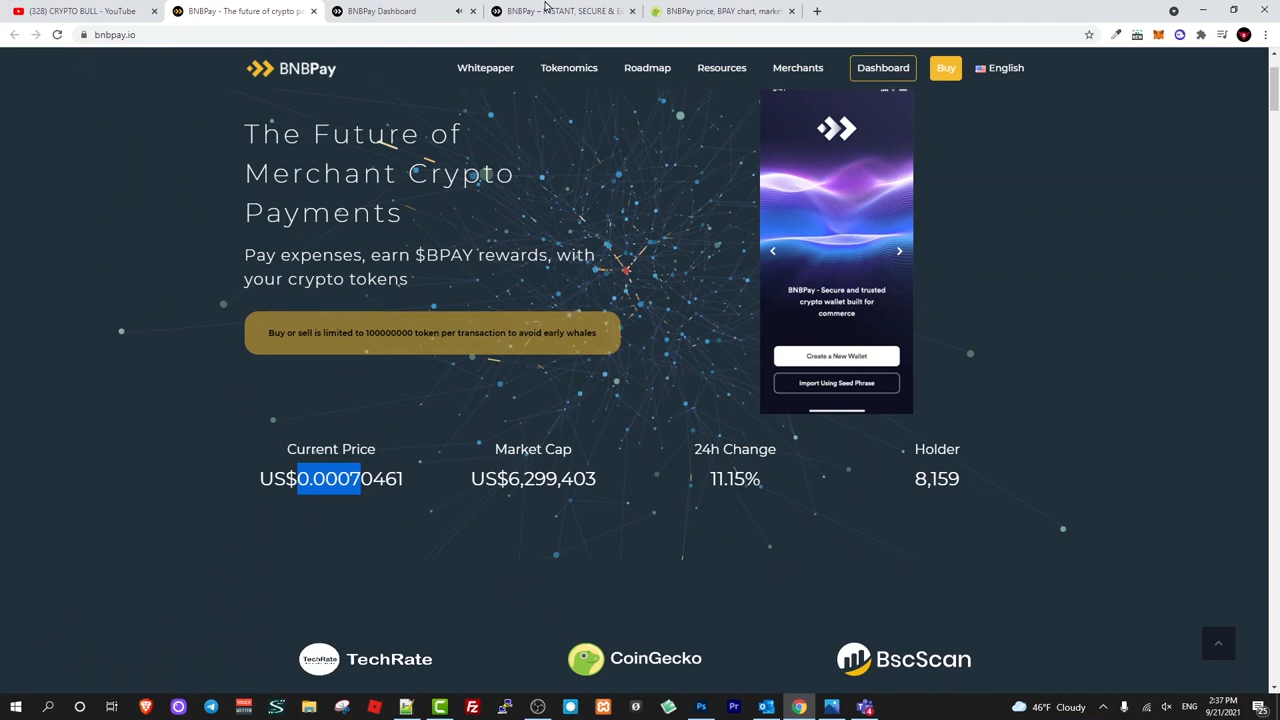 (328) CRYPTO BULL - YouTube
BNBPay - The future of crypto pa
BNBPay Dashboard
BNBPay – INSTANT, SECURE & EA
BNBPay price, BPAY chart, market
bnbpay.io
BNBPay
Whitepaper
Tokenomics
Roadmap
Resources
Merchants
Dashboard
Buy
English
The Future of
Merchant Crypto
Payments
Pay expenses, earn $BPAY rewards, with
your crypto tokens
Buy or sell is limited to 100000000 token per transaction to avoid early whales
BNBPay - Secure and trusted
crypto wallet built for
commerce
Create a New Wallet
Import Using Seed Phrase
Current Price
US$0.00070461
Market Cap
US$6,299,403
24h Change
11.15%
Holder
8,159
TechRate
TechRate
CoinGecko
BscScan
46°F Cloudy
2:37 PM
9/21/2021